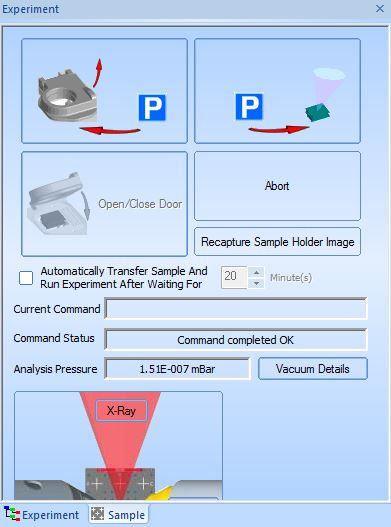 Experiment
P
P
Open/Close Door
Abort
Recapture Sample Holder Image
Automatically Transfer Sample And
Run Experiment After Waiting For
20
Minute(s)
Current Command
Command Status
Command completed OK
Analysis Pressure
1.51E-007 mBar
Vacuum Details
X-Ray
Experiment
Sample